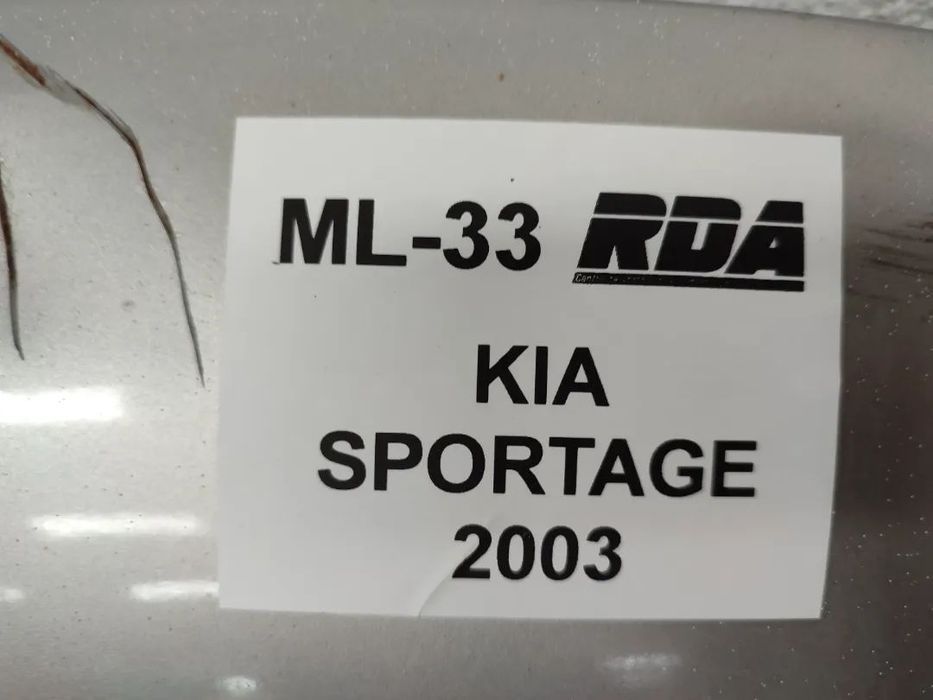 ML-33 RDA
KIA
SPORTAGE
2003